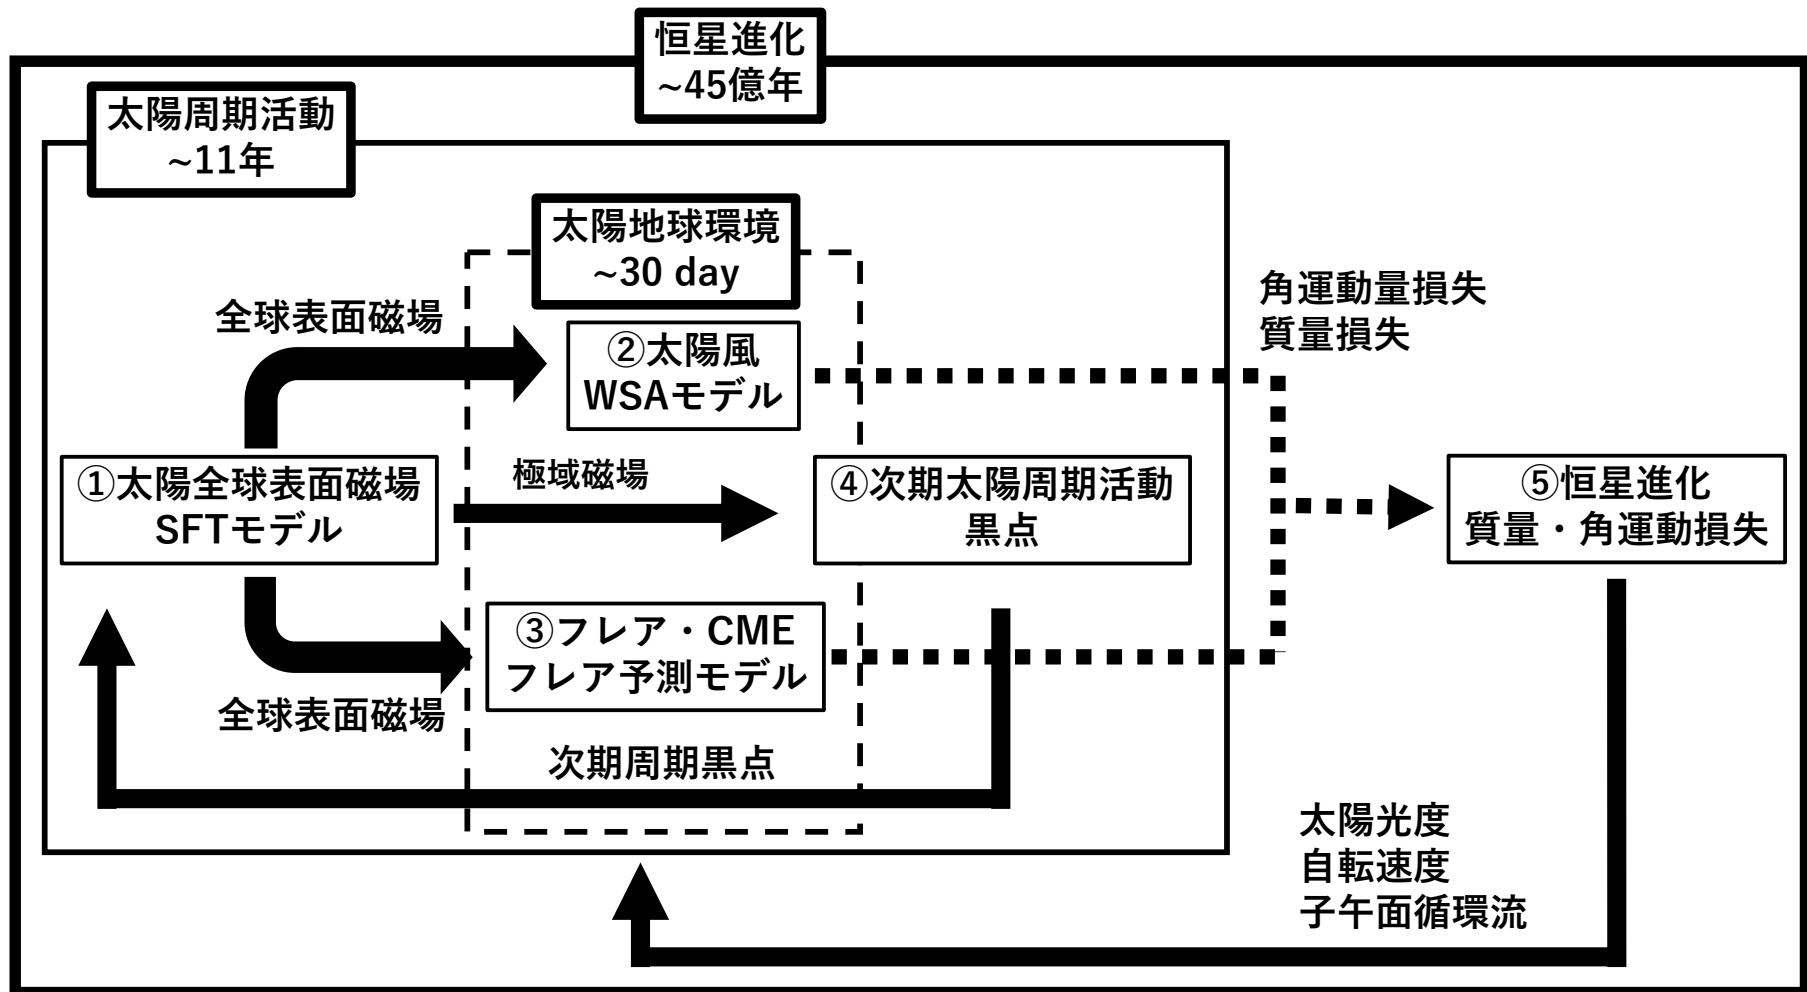 恒星進化
~45億年
太陽周期活動
~11年
太陽地球環境
~30 day
全球表面磁場
角運動量損失
質量損失
②太陽風
WSAモデル
①太陽全球表面磁場
SFTモデル
極域磁場
④次期太陽周期活動
黒点
⑤恒星進化
質量・角運動損失
③フレア・CME
フレア予測モデル
全球表面磁場
次期周期黒点
太陽光度
自転速度
子午面循環流